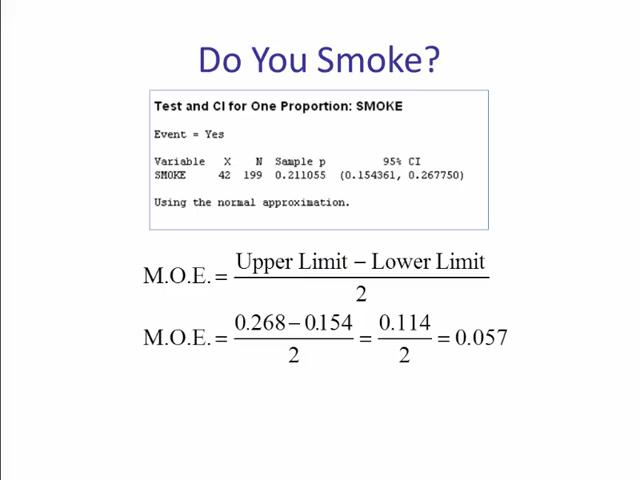 Do You Smoke?
Test and CI for One Proportion: SMOKE
Event = Yes
Variable X N Sample p 95% CI
SMOKE 42 199 0.211055 (0.154361, 0.267750)
Using the normal approximation.
M.O.E. = (Upper Limit − Lower Limit) / 2
M.O.E. = (0.268 − 0.154) / 2 = 0.114 / 2 = 0.057